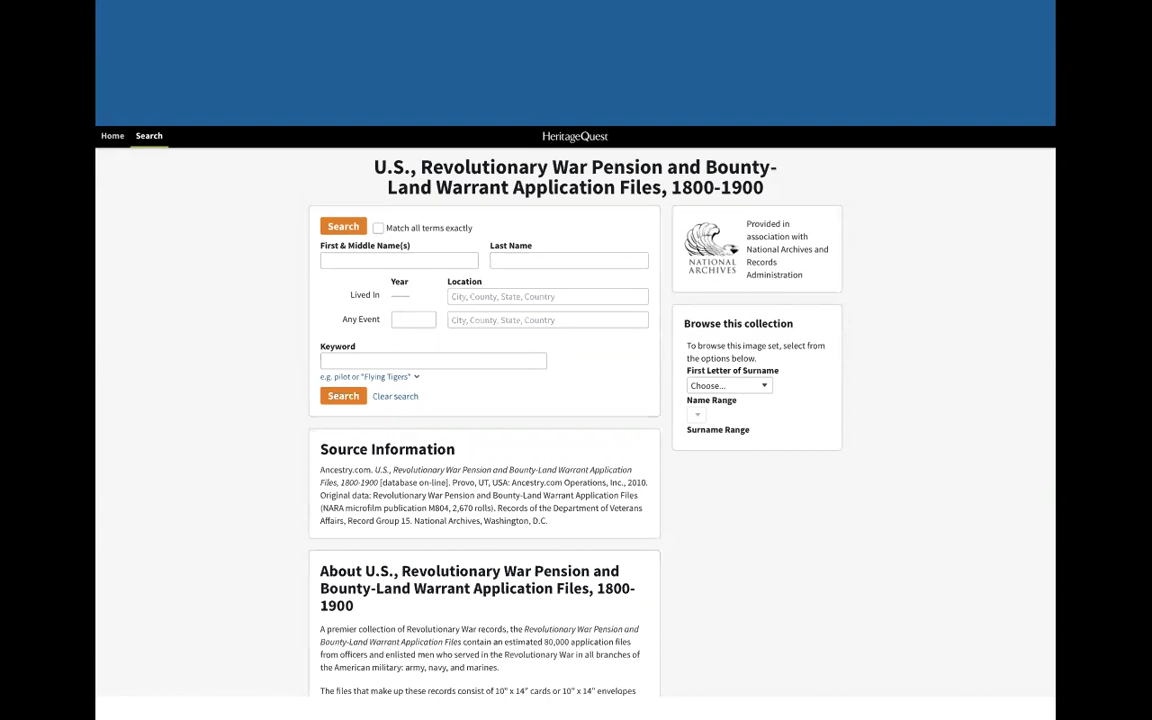 Home Search HeritageQuest
U.S., Revolutionary War Pension and Bounty-
Land Warrant Application Files, 1800-1900
Search Match all terms exactly
First & Middle Name(s) Last Name
Year Location
Lived In City, County, State, Country
Any Event City, County, State, Country
Keyword
e.g. pilot or "Flying Tigers"
Search Clear search
Source Information
Ancestry.com. U.S., Revolutionary War Pension and Bounty-Land Warrant Application
Files, 1800-1900 [database on-line]. Provo, UT, USA: Ancestry.com Operations, Inc., 2010.
Original data: Revolutionary War Pension and Bounty-Land Warrant Application Files
(NARA microfilm publication M804, 2,670 rolls). Records of the Department of Veterans
Affairs, Record Group 15. National Archives, Washington, D.C.
About U.S., Revolutionary War Pension and
Bounty-Land Warrant Application Files, 1800-
1900
A premier collection of Revolutionary War records, the Revolutionary War Pension and
Bounty-Land Warrant Application Files contain an estimated 80,000 application files
from officers and enlisted men who served in the Revolutionary War in all branches of
the American military: army, navy, and marines.
The files that make up these records consist of 10" x 14" cards or 10" x 14" envelopes
NATIONAL
ARCHIVES
Provided in
association with
National Archives and
Records
Administration
Browse this collection
To browse this image set, select from
the options below.
First Letter of Surname
Choose...
Name Range
Surname Range